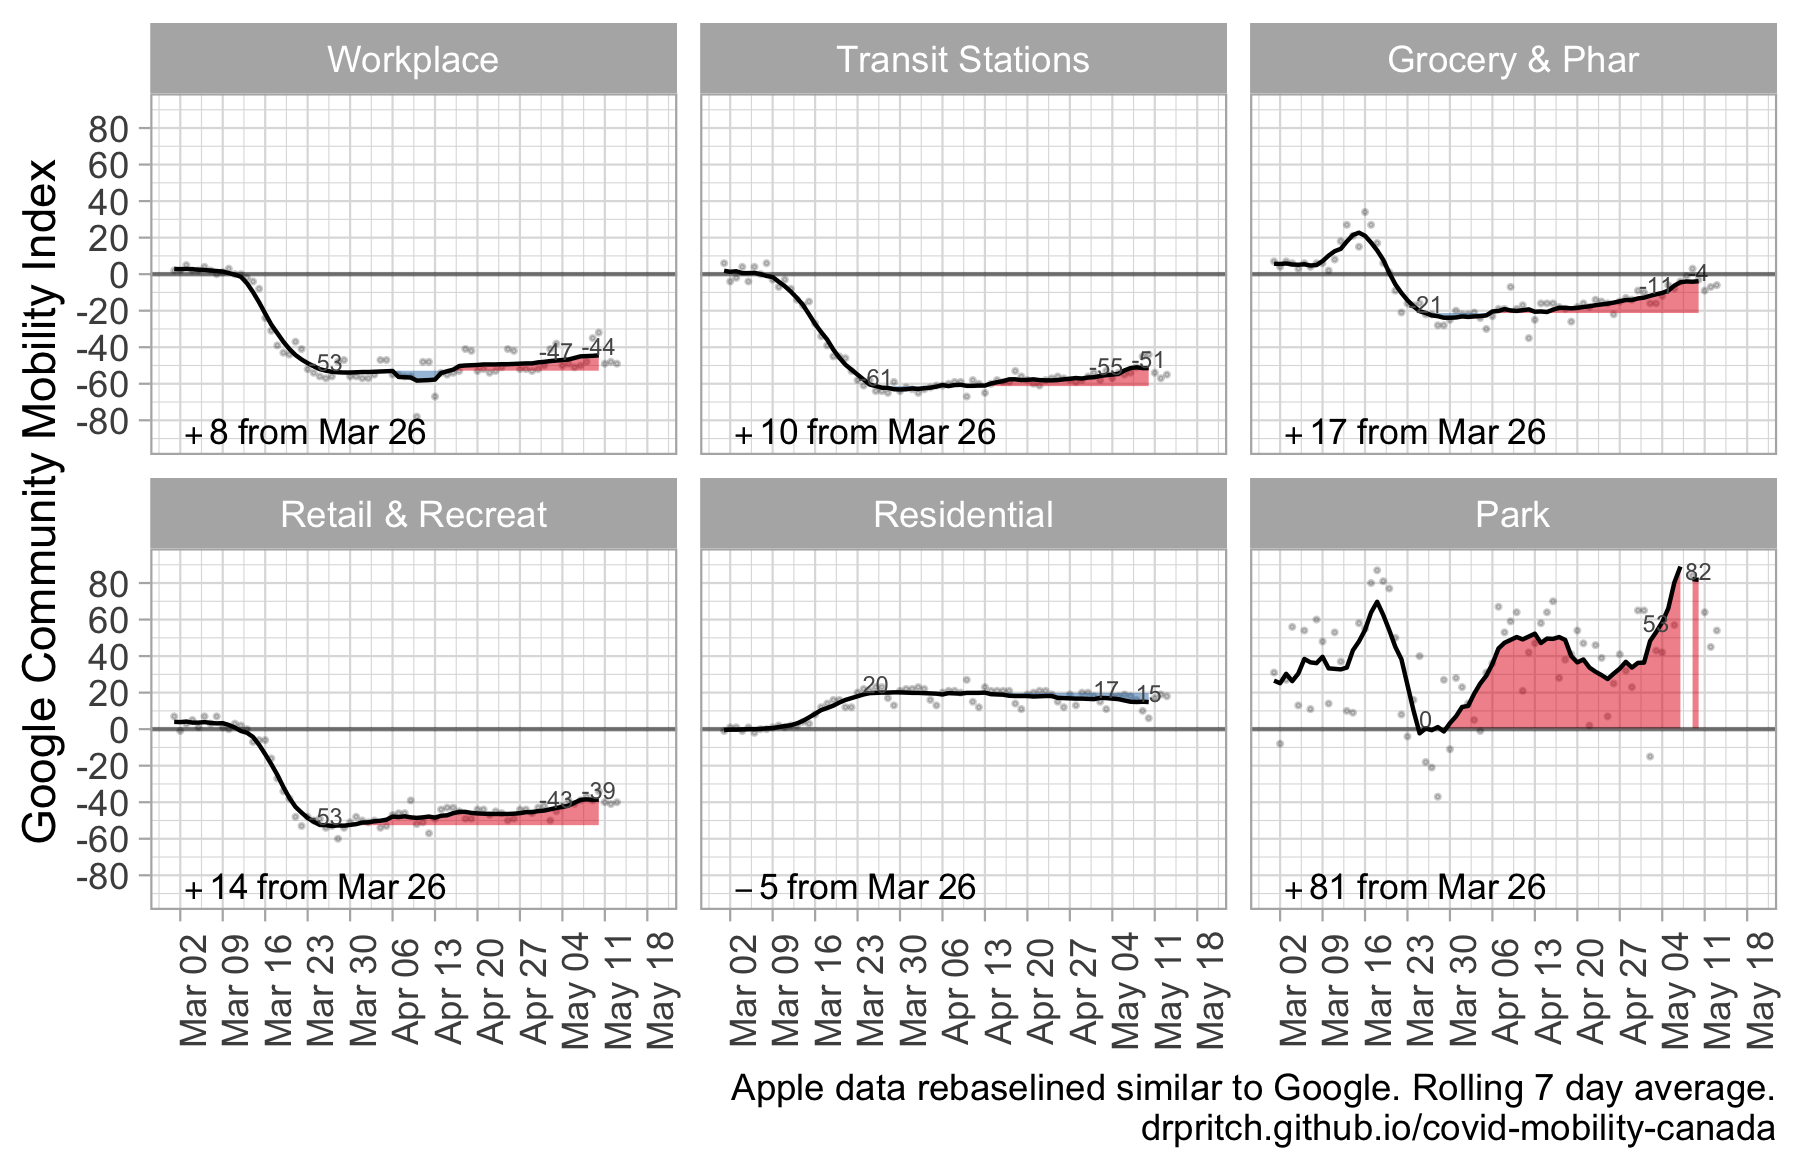 Workplace
Transit Stations
Grocery & Phar
Google Community Mobility Index
80
60
40
20
0
-20
-40
-60
-80
-53
-47
-44
+ 8 from Mar 26
-61
-55
-51
+ 10 from Mar 26
-21
-11
-4
+ 17 from Mar 26
Retail & Recreat
Residential
Park
80
60
40
20
0
-20
-40
-60
-80
-53
-43
-39
+ 14 from Mar 26
20
17
15
– 5 from Mar 26
0
53
82
+ 81 from Mar 26
Mar 02
Mar 09
Mar 16
Mar 23
Mar 30
Apr 06
Apr 13
Apr 20
Apr 27
May 04
May 11
May 18
Mar 02
Mar 09
Mar 16
Mar 23
Mar 30
Apr 06
Apr 13
Apr 20
Apr 27
May 04
May 11
May 18
Mar 02
Mar 09
Mar 16
Mar 23
Mar 30
Apr 06
Apr 13
Apr 20
Apr 27
May 04
May 11
May 18
Apple data rebaselined similar to Google. Rolling 7 day average.
drpritch.github.io/covid-mobility-canada